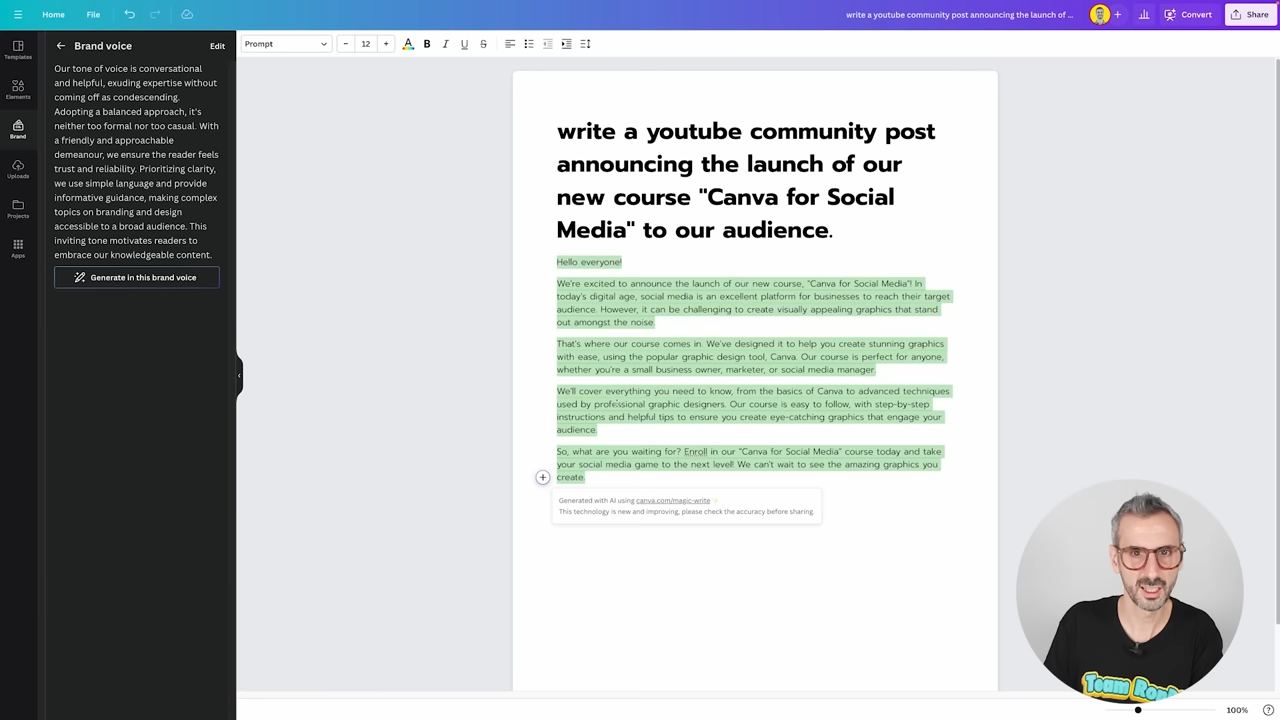 Home File write a youtube community post announcing the launch of ... + Convert Share
Templates
Elements
Brand
Uploads
Projects
Apps
Brand voice Edit
Our tone of voice is conversational
and helpful, exuding expertise without
coming off as condescending.
Adopting a balanced approach, it's
neither too formal nor too casual. With
a friendly and approachable
demeanour, we ensure the reader feels
trust and reliability. Prioritizing clarity,
we use simple language and provide
informative guidance, making complex
topics on branding and design
accessible to a broad audience. This
inviting tone motivates readers to
embrace our knowledgeable content.
Generate in this brand voice
Prompt − 12 + A B I U S
write a youtube community post
announcing the launch of our
new course "Canva for Social
Media" to our audience.
Hello everyone!
We're excited to announce the launch of our new course, "Canva for Social Media"! In
today's digital age, social media is an excellent platform for businesses to reach their target
audience. However, it can be challenging to create visually appealing graphics that stand
out amongst the noise.
That's where our course comes in. We've designed it to help you create stunning graphics
with ease, using the popular graphic design tool, Canva. Our course is perfect for anyone,
whether you're a small business owner, marketer, or social media manager.
We'll cover everything you need to know, from the basics of Canva to advanced techniques
used by professional graphic designers. Our course is easy to follow, with step-by-step
instructions and helpful tips to ensure you create eye-catching graphics that engage your
audience.
So, what are you waiting for? Enroll in our "Canva for Social Media" course today and take
your social media game to the next level! We can't wait to see the amazing graphics you
create.
Generated with AI using canva.com/magic-write
This technology is new and improving, please check the accuracy before sharing.
Team
100% ?